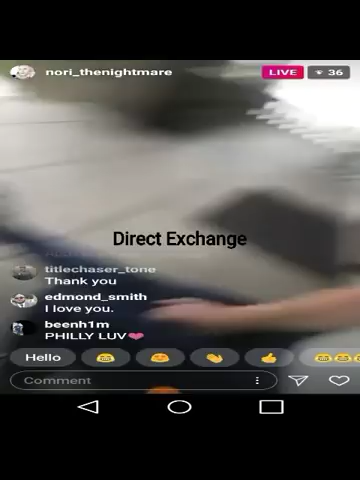 nori_thenightmare
LIVE
36
Direct Exchange
titlechaser_tone
Thank you
edmond_smith
I love you.
beenh1m
PHILLY LUV❤
Hello
Comment